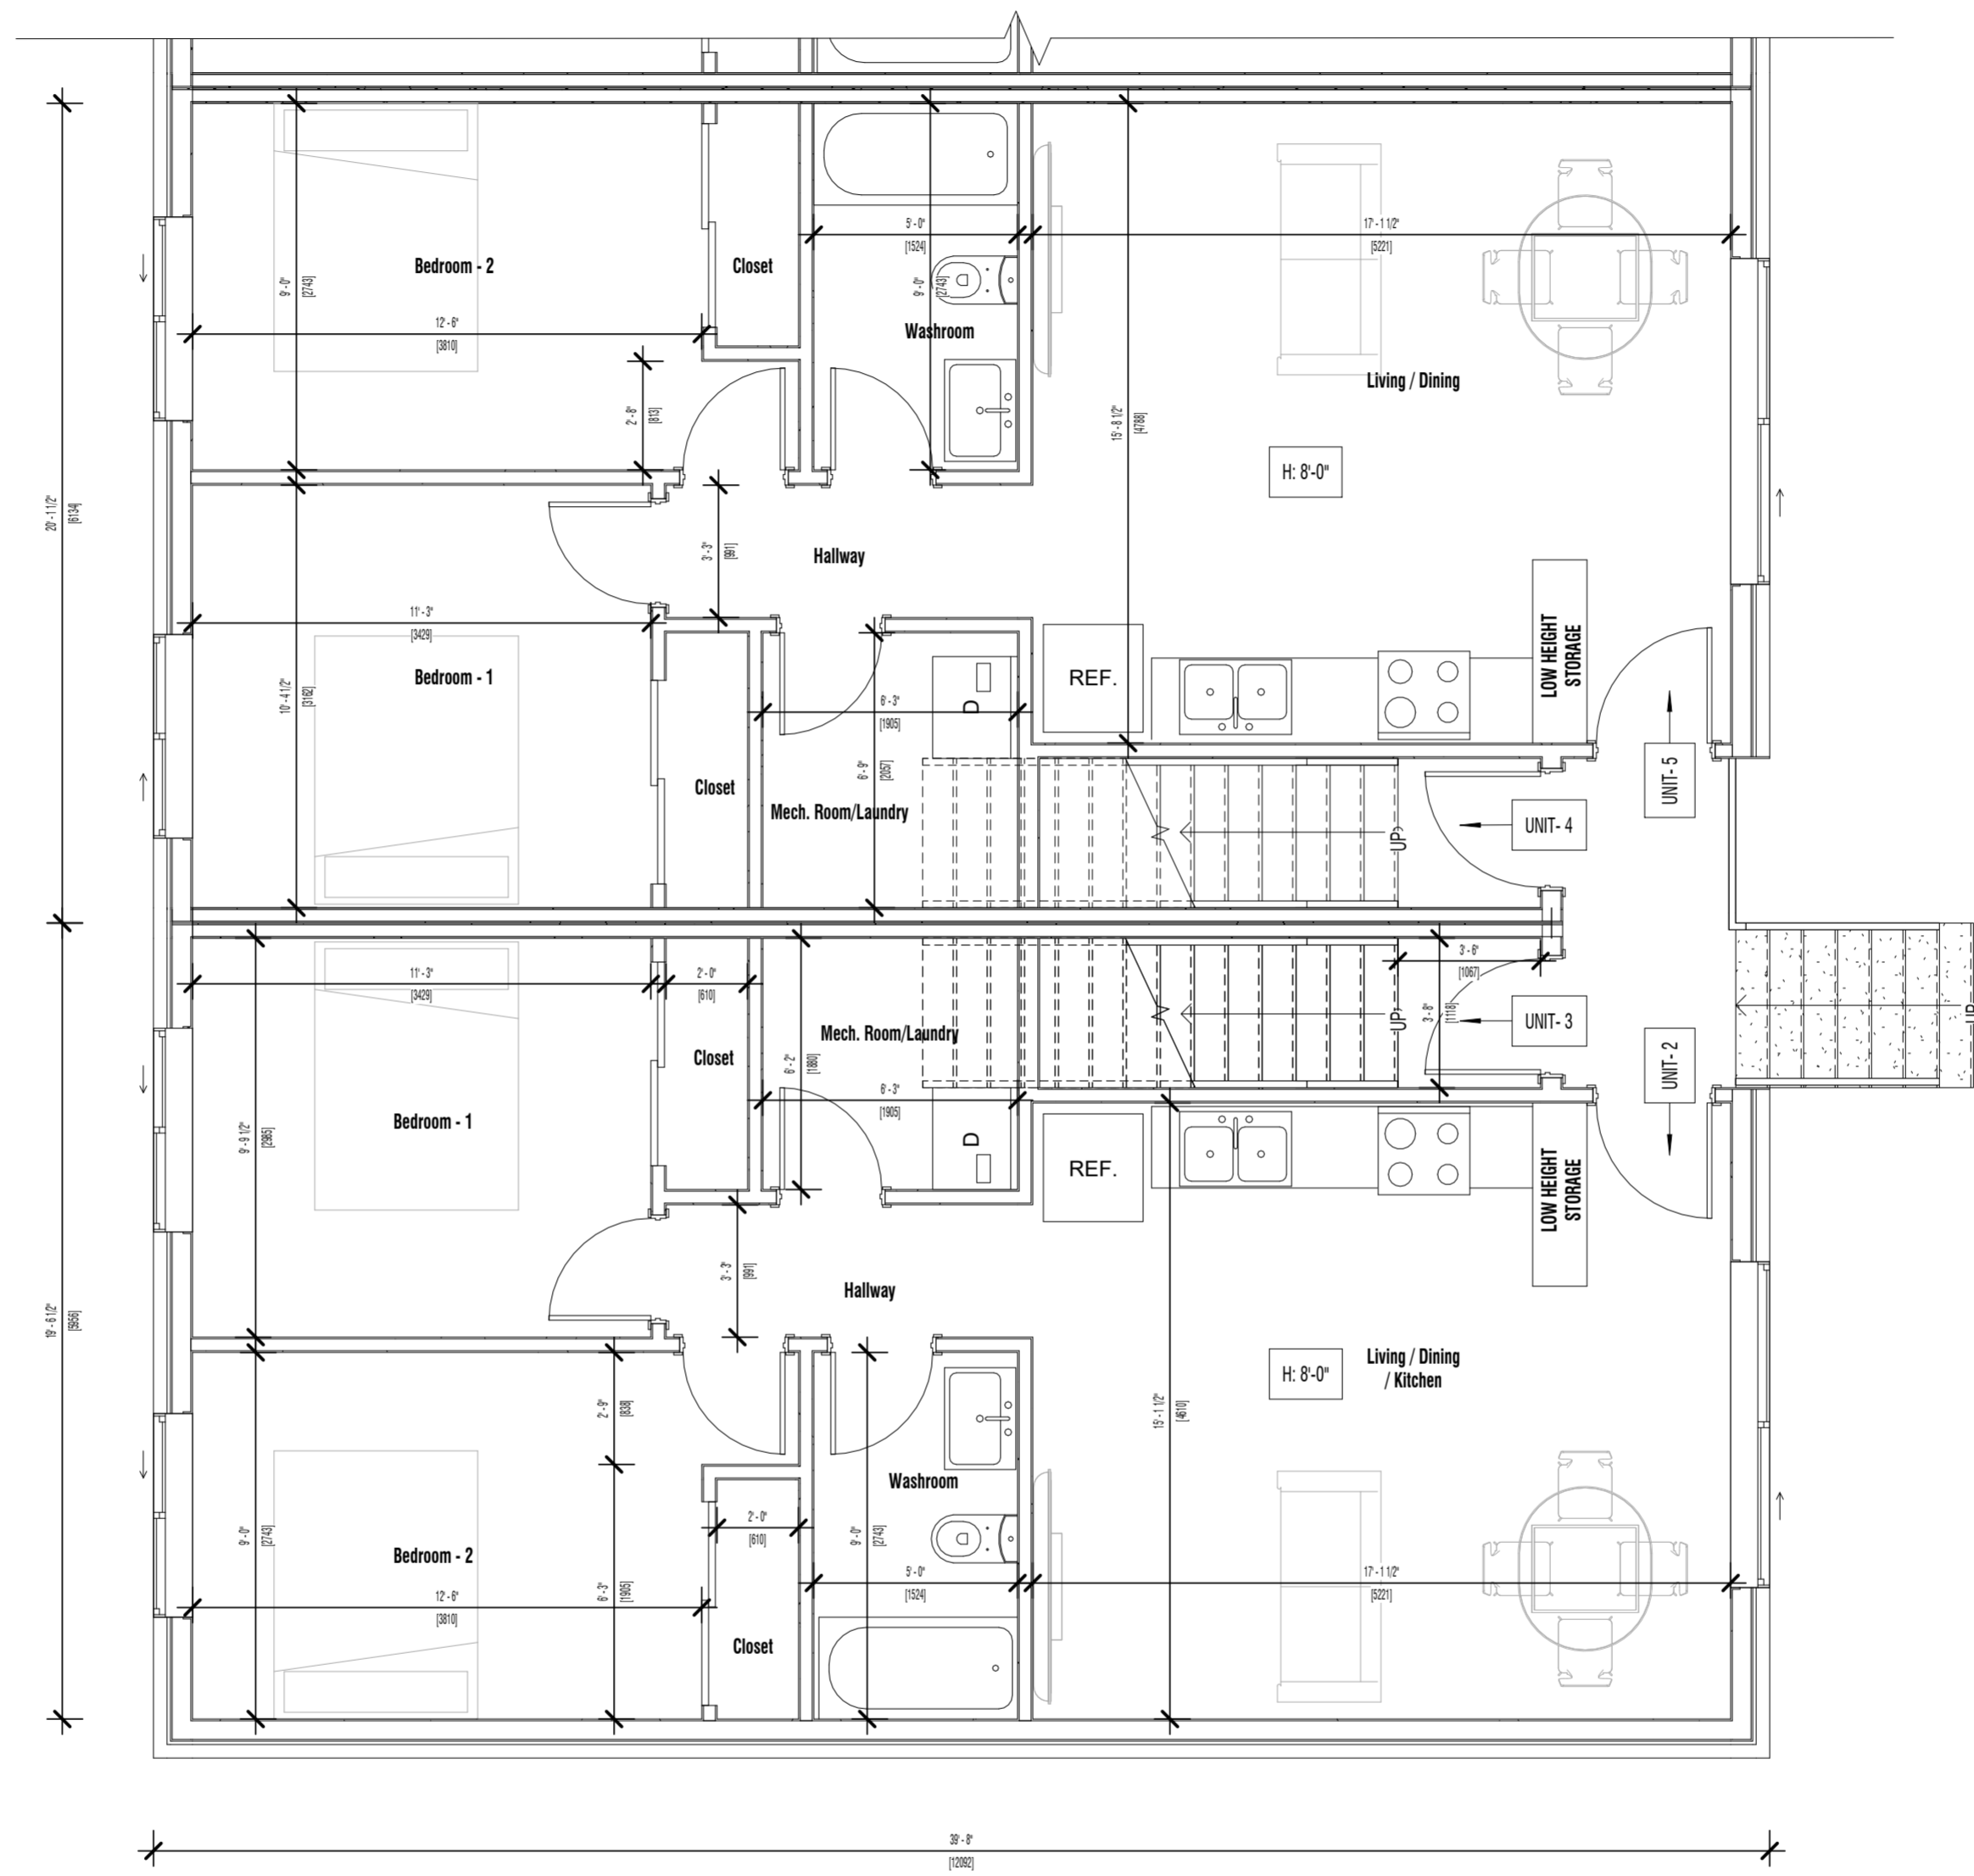 5'-0"
[1524]
17'-1 1/2"
[5221]
Bedroom - 2
Closet
9'-0"
[2743]
9'-0"
[2743]
12'-6"
[3810]
Washroom
Living / Dining
2'-8"
[813]
15'-8 1/2"
[4788]
H: 8'-0"
20'-1 1/2"
[6134]
3'-3"
[991]
Hallway
11'-3"
[3429]
Bedroom - 1
10'-4 1/2"
[3162]
REF.
LOW HEIGHT
STORAGE
D
6'-3"
[1905]
6'-9"
[2057]
Closet
Mech. Room/Laundry
UP
UNIT- 4
UNIT- 5
11'-3"
[3429]
2'-0"
[610]
3'-6"
[1067]
Mech. Room/Laundry
Closet
6'-2"
[1880]
UP
3'-8"
[1118]
UNIT- 3
UNIT- 2
UP
6'-3"
[1905]
Bedroom - 1
9'-9 1/2"
[2985]
D
REF.
LOW HEIGHT
STORAGE
3'-3"
[991]
Hallway
19'-6 1/2"
[5956]
H: 8'-0"
Living / Dining
/ Kitchen
2'-9"
[838]
15'-1 1/2"
[4610]
Washroom
2'-0"
[610]
9'-0"
[2743]
9'-0"
[2743]
Bedroom - 2
5'-0"
[1524]
17'-1 1/2"
[5221]
12'-6"
[3810]
6'-3"
[1905]
Closet
39'-8"
[12092]